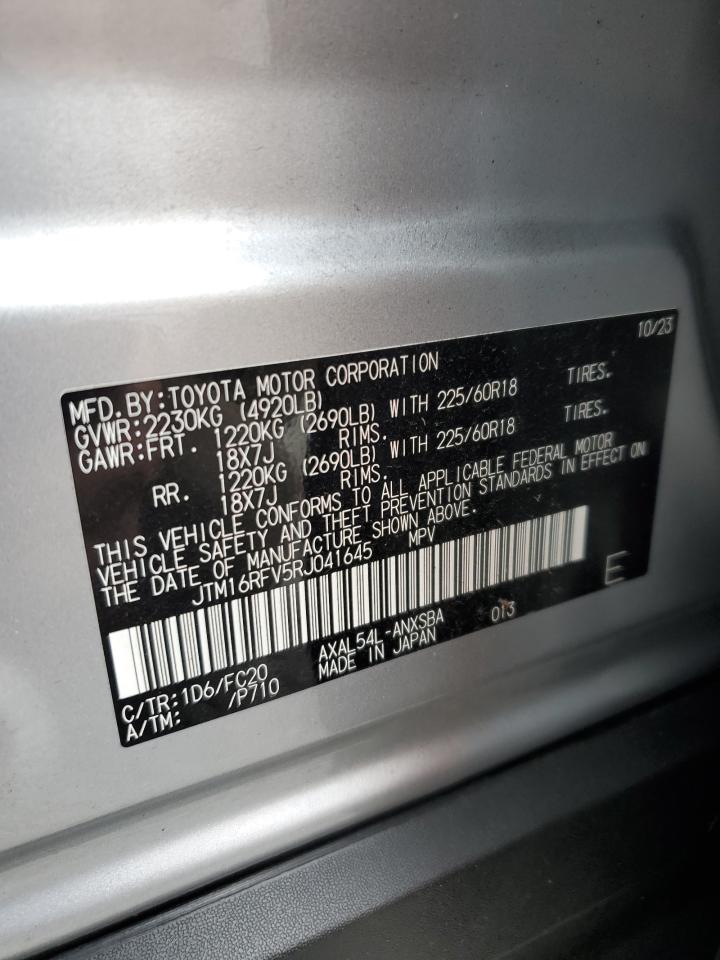 10/23
MFD.BY:TOYOTA MOTOR CORPORATION
GVWR:2230KG (4920LB)
GAWR:FRT. 1220KG (2690LB) WITH 225/60R18 TIRES.
18X7J RIMS.
RR. 1220KG (2690LB) WITH 225/60R18 TIRES.
18X7J RIMS.
THIS VEHICLE CONFORMS TO ALL APPLICABLE FEDERAL MOTOR
VEHICLE SAFETY AND THEFT PREVENTION STANDARDS IN EFFECT ON
THE DATE OF MANUFACTURE SHOWN ABOVE.
JTM16RFV5RJ041645 MPV
E
C/TR:1D6/FC20 AXAL54L-ANXSBA 013
A/TM: /P710 MADE IN JAPAN